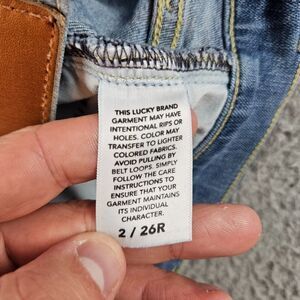 THIS LUCKY BRAND
GARMENT MAY HAVE
INTENTIONAL RIPS OR
HOLES. COLOR MAY
TRANSFER TO LIGHTER
COLORED FABRICS.
AVOID PULLING BY
BELT LOOPS. SIMPLY
FOLLOW THE CARE
INSTRUCTIONS TO
ENSURE THAT YOUR
GARMENT MAINTAINS
ITS INDIVIDUAL
CHARACTER.
2 / 26R